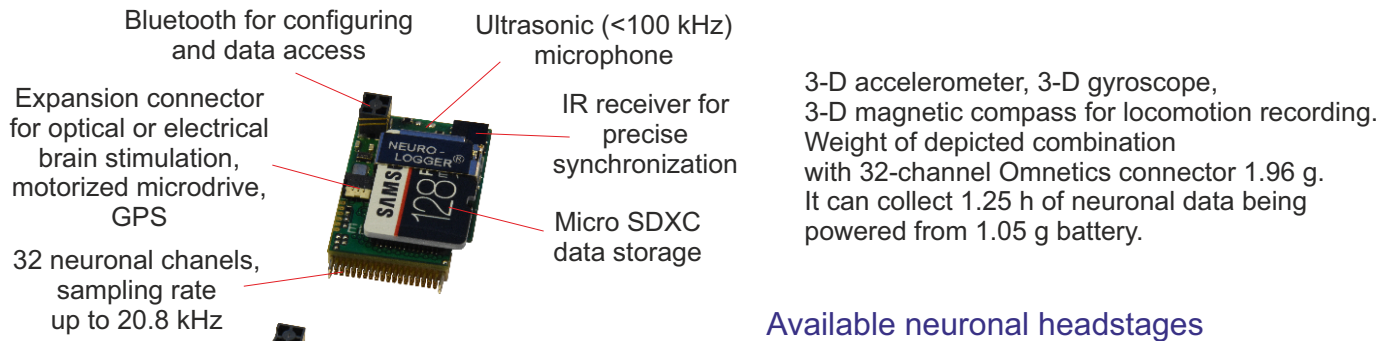 Bluetooth for configuring
and data access
Ultrasonic (<100 kHz)
microphone
Expansion connector
for optical or electrical
brain stimulation,
motorized microdrive,
GPS
IR receiver for
precise
synchronization
NEURO -
LOGGER®
SAMS
128
Micro SDXC
data storage
32 neuronal chanels,
sampling rate
up to 20.8 kHz
3-D accelerometer, 3-D gyroscope,
3-D magnetic compass for locomotion recording.
Weight of depicted combination
with 32-channel Omnetics connector 1.96 g.
It can collect 1.25 h of neuronal data being
powered from 1.05 g battery.
Available neuronal headstages